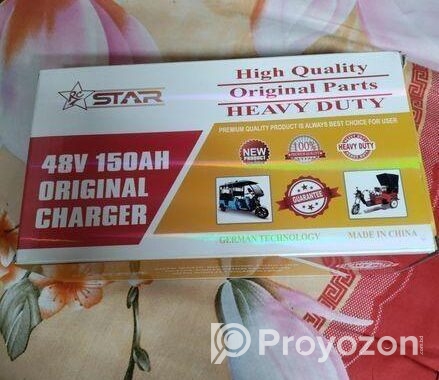 RC
STAR
High Quality
Original Parts
HEAVY DUTY
PREMIUM QUALITY PRODUCT IS ALWAYS BEST CHOICE FOR USER
48V 150AH
ORIGINAL
CHARGER
NEW
PRODUCT
100%
HEAVY DUTY
GUARANTEE
GERMAN TECHNOLOGY
MADE IN CHINA
Proyozon